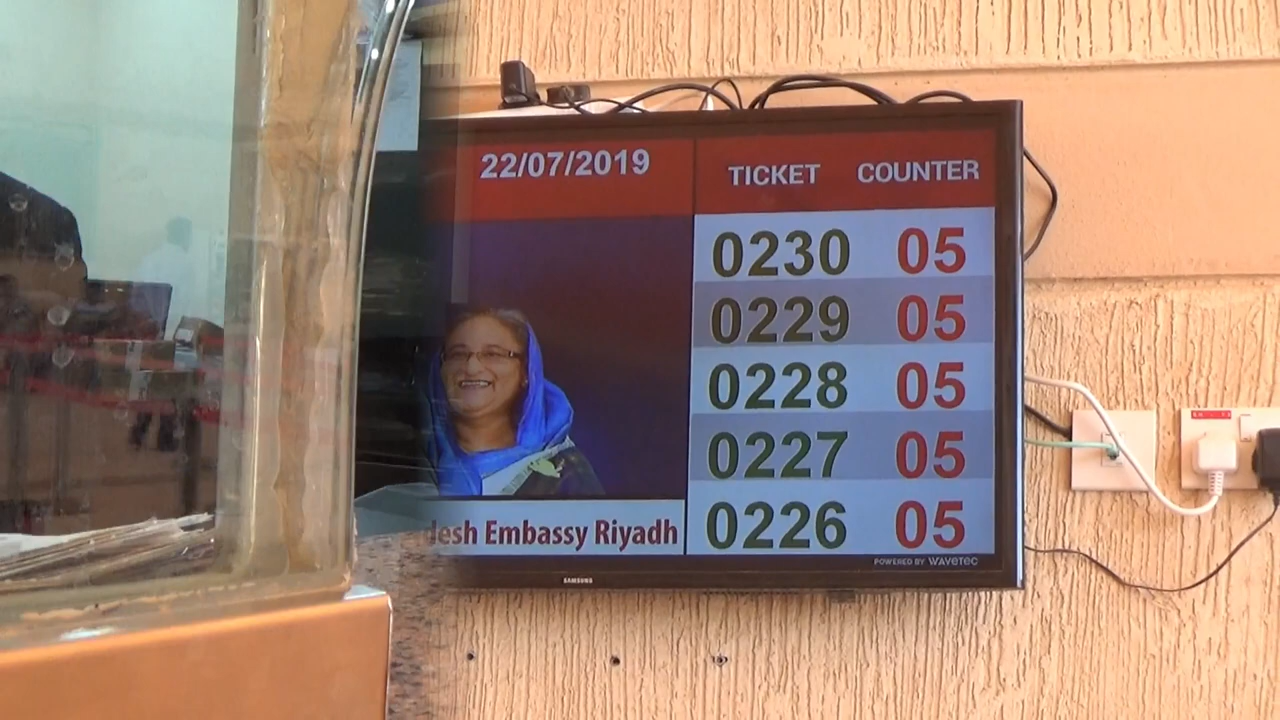 22/07/2019
TICKET COUNTER
0230 05
0229 05
0228 05
0227 05
0226 05
desh Embassy Riyadh
POWERED BY WAVETEC
SAMSUNG